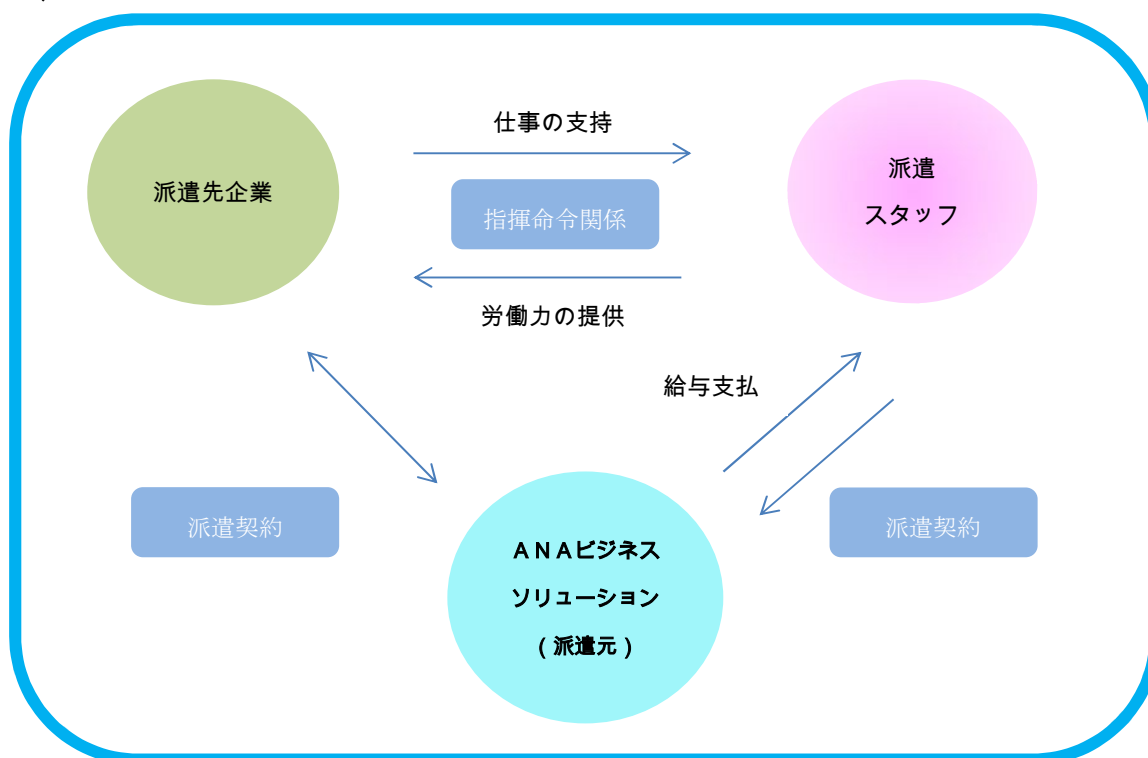 仕事の支持
派遣先企業
派遣
スタッフ
指揮命令関係
労働力の提供
給与支払
派遣契約
派遣契約
ＡＮＡビジネス
ソリューション
（派遣元）